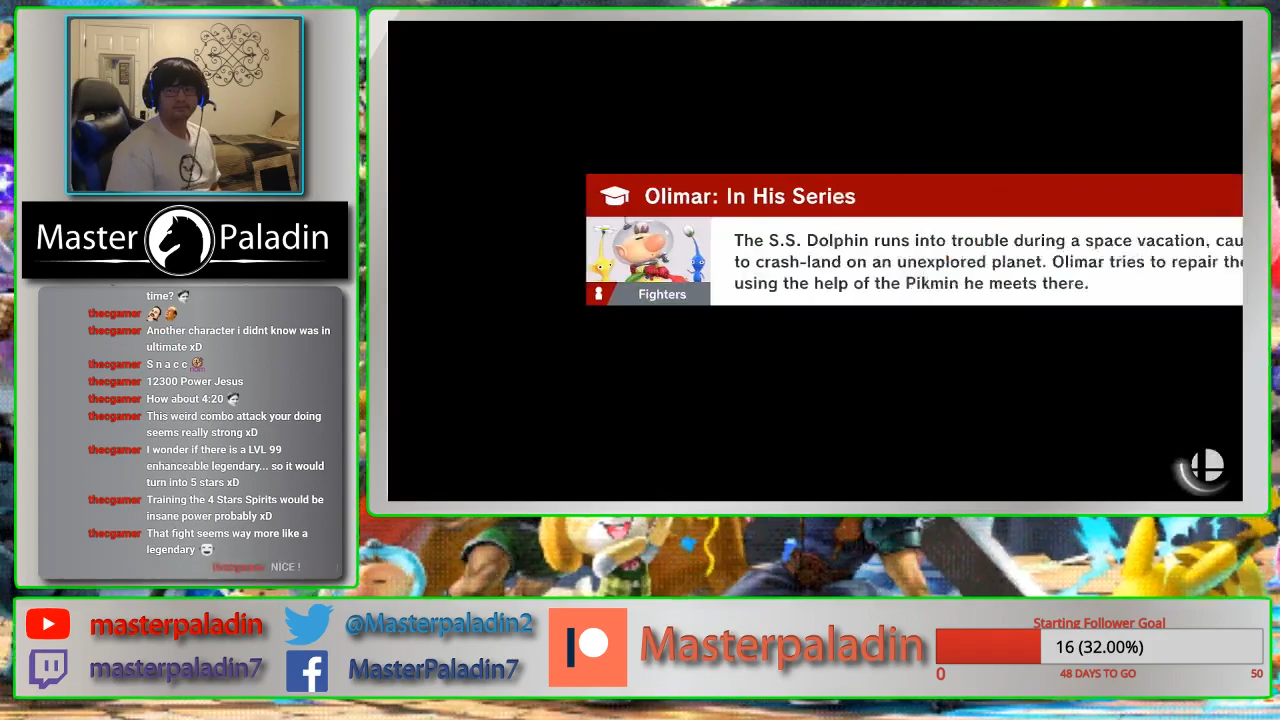 Master Paladin
time?
thecgamer
thecgamer Another character i didnt know was in
ultimate xD
thecgamer S n a c c
thecgamer 12300 Power Jesus
thecgamer How about 4:20
thecgamer This weird combo attack your doing
seems really strong xD
thecgamer I wonder if there is a LVL 99
enhanceable legendary... so it would
turn into 5 stars xD
thecgamer Training the 4 Stars Spirits would be
insane power probably xD
thecgamer That fight seems way more like a
legendary
NICE !
Olimar: In His Series
The S.S. Dolphin runs into trouble during a space vacation, cau
to crash-land on an unexplored planet. Olimar tries to repair the
using the help of the Pikmin he meets there.
Fighters
masterpaladin
@Masterpaladin2
masterpaladin7
MasterPaladin7
Masterpaladin
Starting Follower Goal
16 (32.00%)
0
48 DAYS TO GO
50